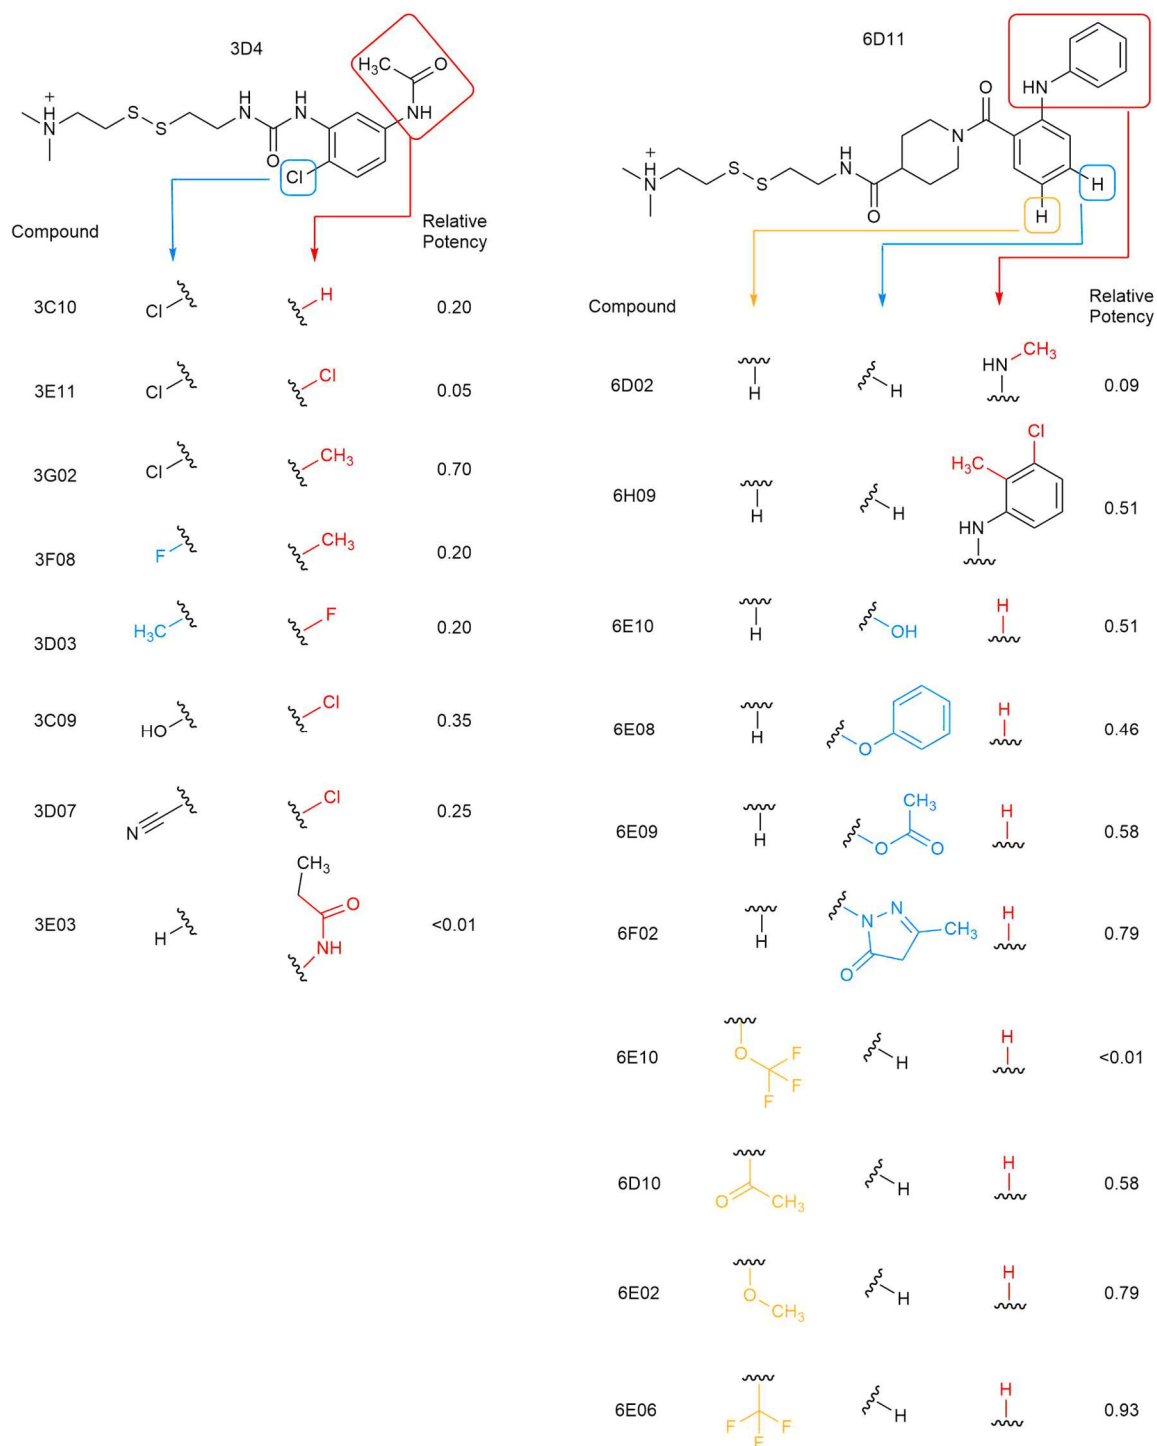 3D4
H₃C
O
NH
+
H
N
S
S
H
N
H
N
O
Cl
Compound
Relative
Potency
3C10
Cl
H
0.20
3E11
Cl
Cl
0.05
3G02
Cl
CH₃
0.70
3F08
F
CH₃
0.20
3D03
H₃C
F
0.20
3C09
HO
Cl
0.35
3D07
N
Cl
0.25
CH₃
3E03
H
O
NH
<0.01
6D11
HN
O
N
+
H
N
S
S
H
N
O
H
H
Compound
Relative
Potency
6D02
H
H
HN
CH₃
0.09
6H09
H
H
Cl
H₃C
HN
0.51
6E10
H
OH
H
0.51
6E08
H
O
H
0.46
6E09
H
CH₃
O
O
H
0.58
6F02
H
N
N
CH₃
O
H
0.79
6E10
O
F
F
F
H
H
<0.01
6D10
O
CH₃
H
H
0.58
6E02
O
CH₃
H
H
0.79
6E06
F
F
F
H
H
0.93